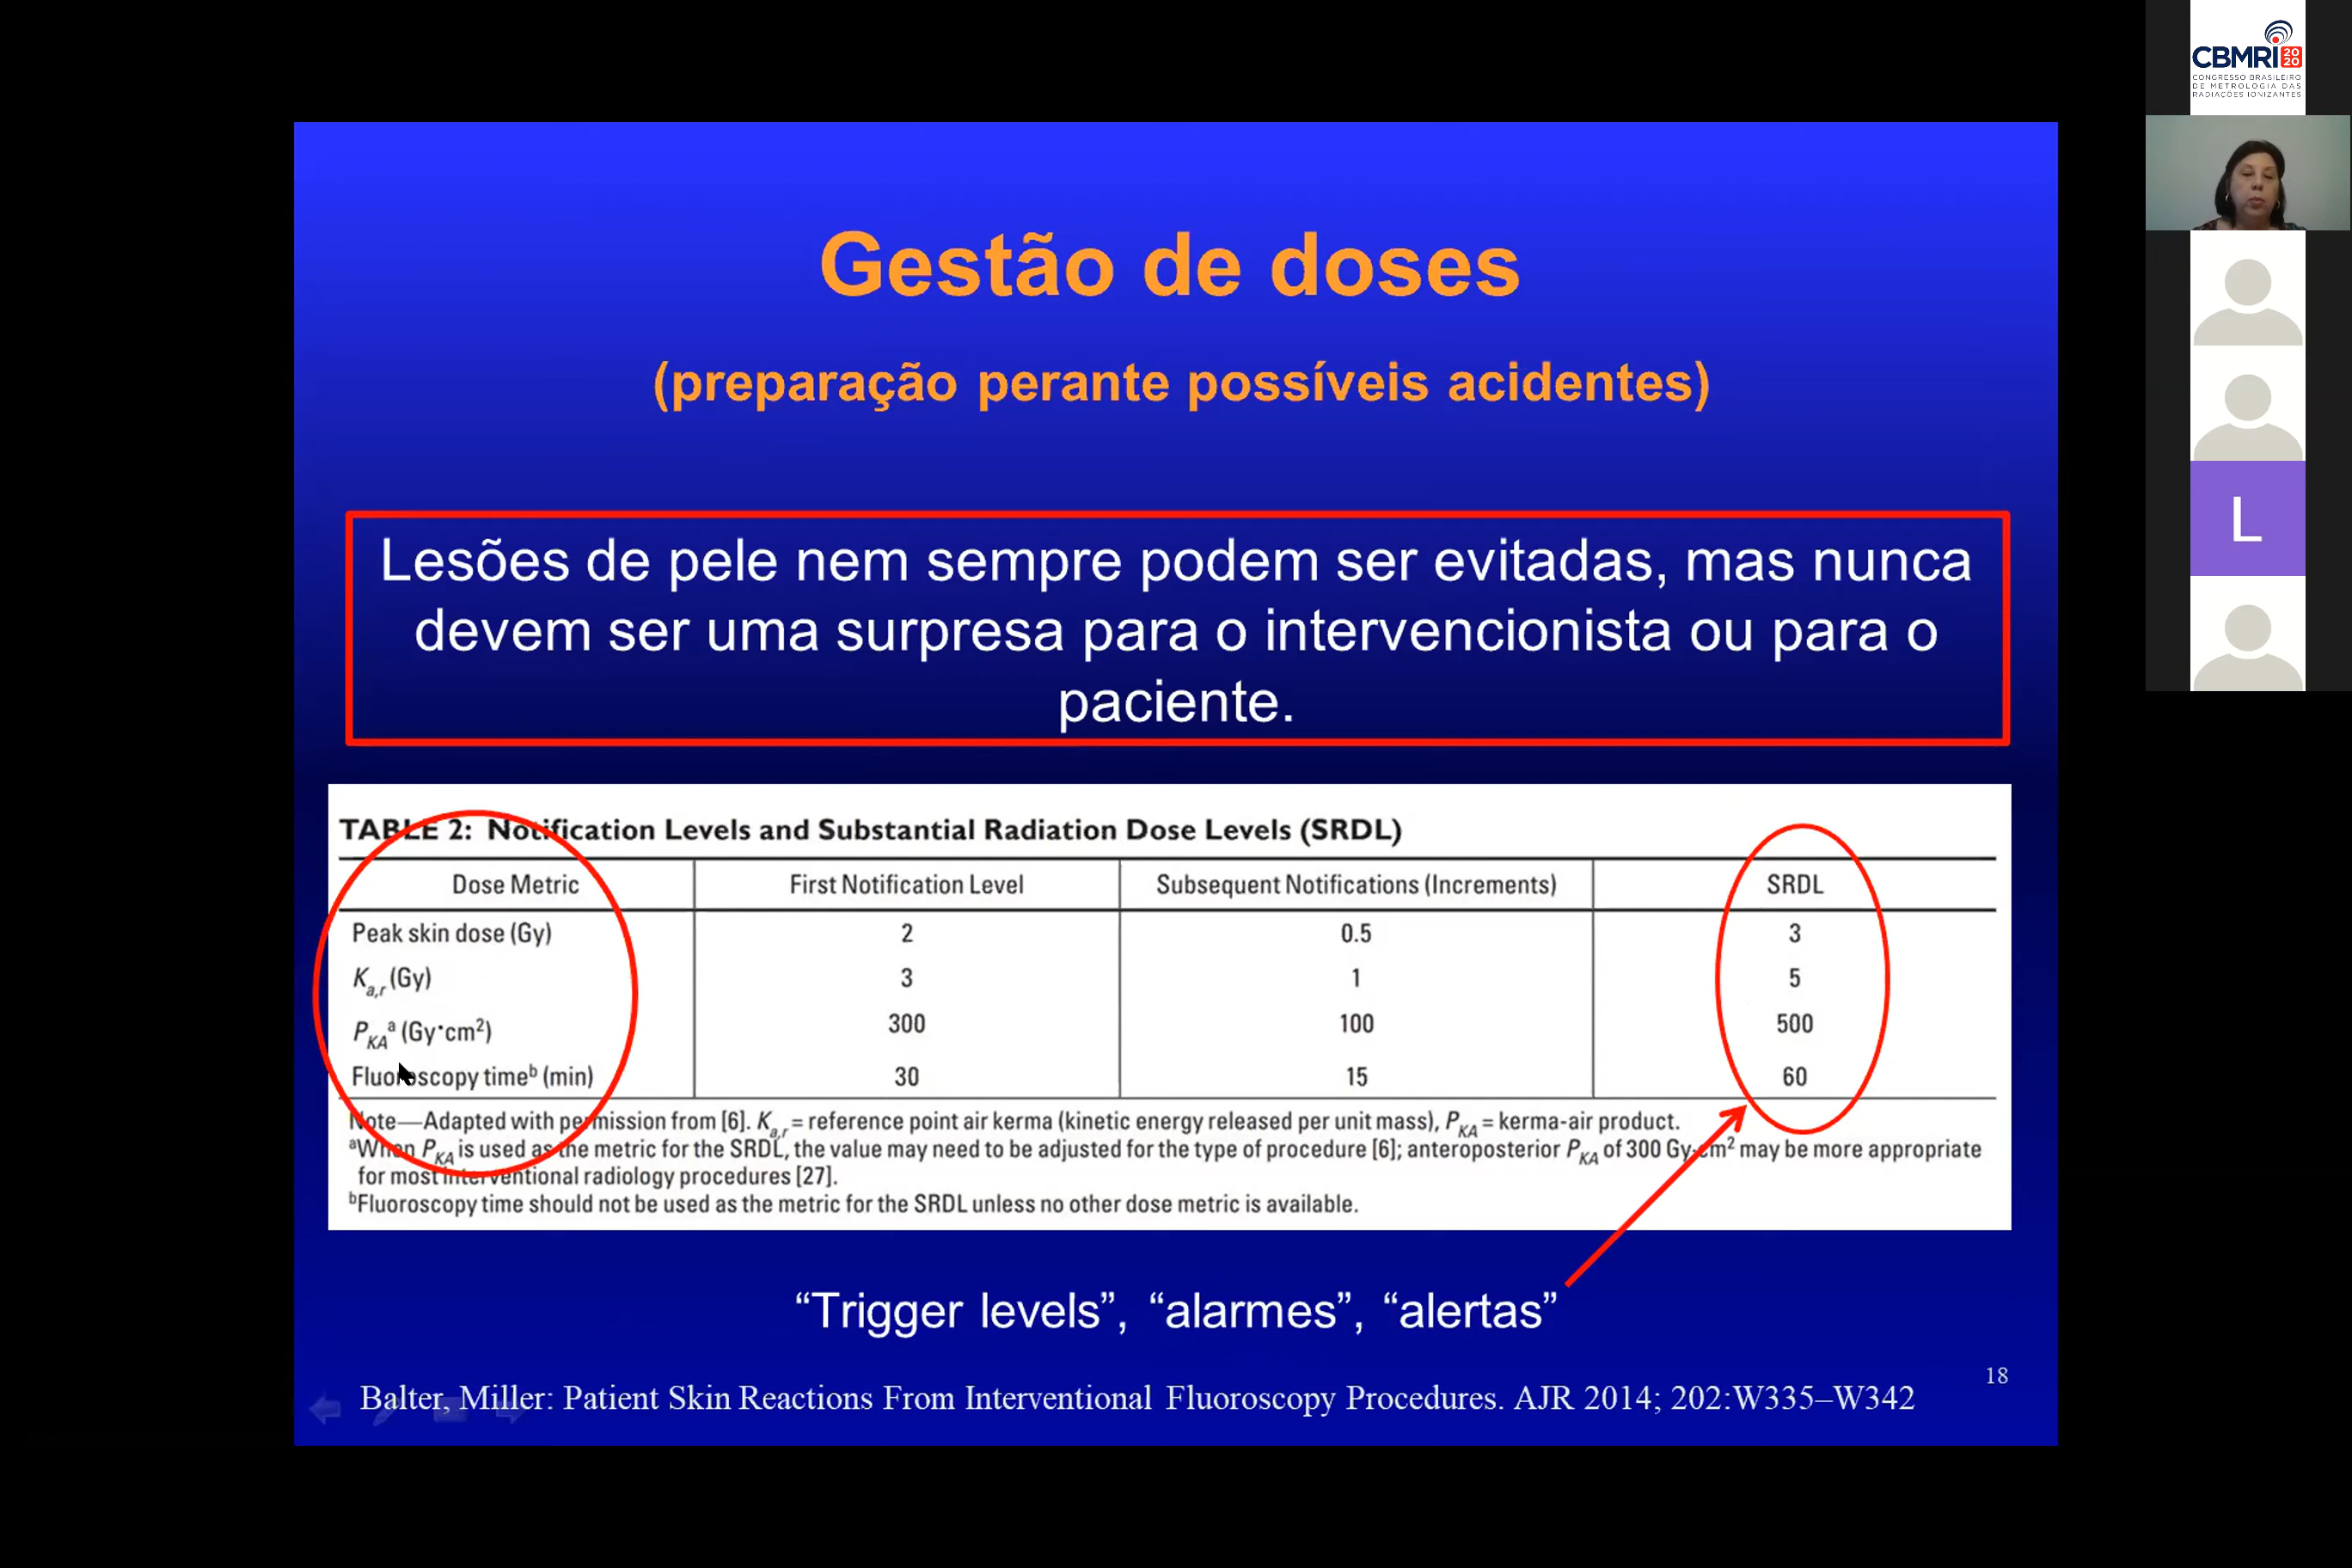 CBMRI 20 20
CONGRESSO BRASILEIRO
DE METROLOGIA DAS
RADIAÇÕES IONIZANTES
L
Gestão de doses
(preparação perante possíveis acidentes)
Lesões de pele nem sempre podem ser evitadas, mas nunca
devem ser uma surpresa para o intervencionista ou para o
paciente.
TABLE 2: Notification Levels and Substantial Radiation Dose Levels (SRDL)
Dose Metric First Notification Level Subsequent Notifications (Increments) SRDL
Peak skin dose (Gy) 2 0.5 3
Ka,r (Gy) 3 1 5
PKAa (Gy·cm2) 300 100 500
Fluoroscopy timeb (min) 30 15 60
Note—Adapted with permission from [6]. Ka,r = reference point air kerma (kinetic energy released per unit mass), PKA = kerma-air product.
aWhen PKA is used as the metric for the SRDL, the value may need to be adjusted for the type of procedure [6]; anteroposterior PKA of 300 Gy·cm2 may be more appropriate
for most interventional radiology procedures [27].
bFluoroscopy time should not be used as the metric for the SRDL unless no other dose metric is available.
“Trigger levels”, “alarmes”, “alertas”
18
Balter, Miller: Patient Skin Reactions From Interventional Fluoroscopy Procedures. AJR 2014; 202:W335–W342